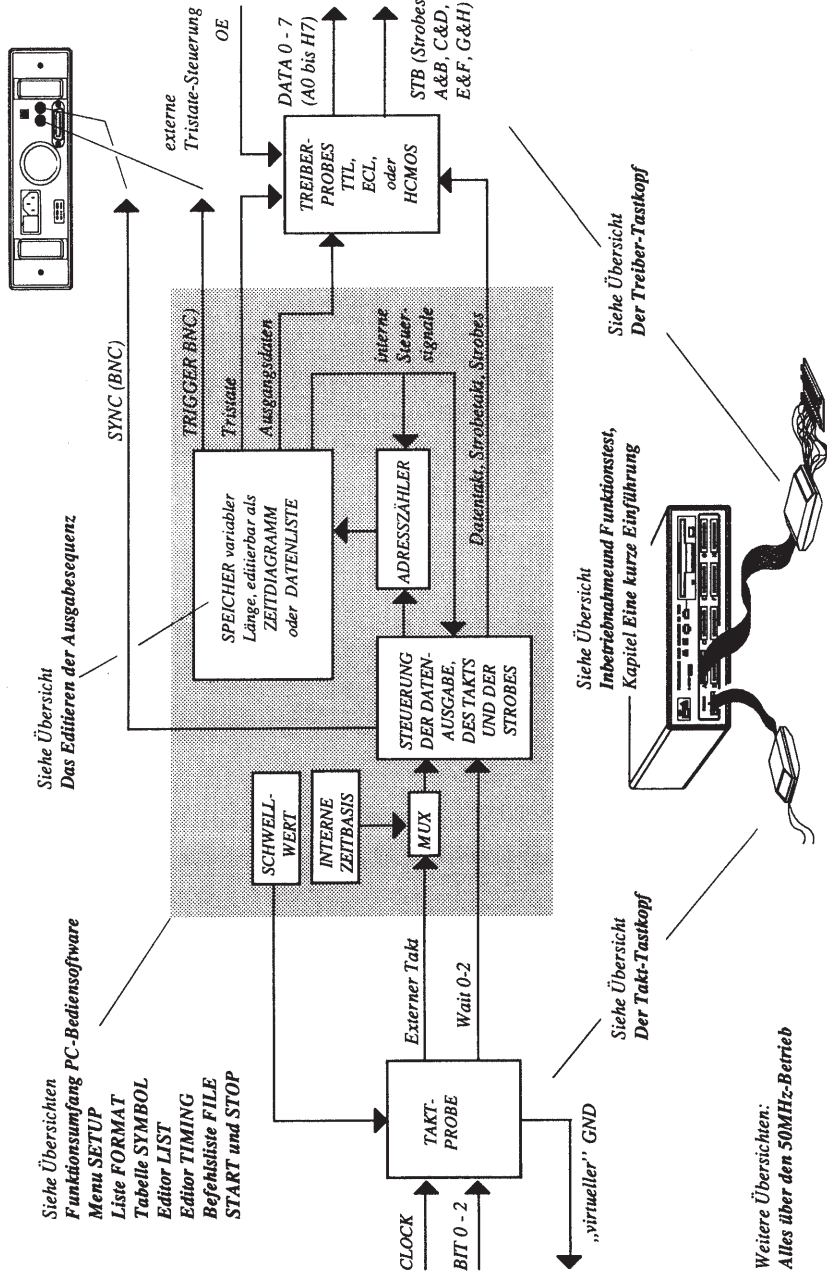 Siehe Übersichten
Funktionsumfang PC-Bediensoftware
Menu SETUP
Liste FORMAT
Tabelle SYMBOL
Editor LIST
Editor TIMING
Befehlsliste FILE
START und STOP
Siehe Übersicht
Das Editieren der Ausgabesequenz
SYNC (BNC)
TRIGGER BNC)
Tristate
Ausgangsdaten
externe
Tristate-Steuerung
OE
SPEICHER variabler
Länge, editierbar als
ZEITDIAGRAMM
oder DATENLISTE
SCHWELL-
WERT
INTERNE
ZEITBASIS
MUX
ADRESSZÄHLER
interne
Steuer-
signale
TREIBER-
PROBES
TTL,
ECL,
oder
HCMOS
DATA 0 - 7
(A0 bis H7)
STB (Strobes
A&B, C&D,
E&F, G&H)
CLOCK
BIT 0 - 2
TAKT-
PROBE
Externer Takt
Wait 0-2
STEUERUNG
DER DATEN-
AUSGABE,
DES TAKTS
UND DER
STROBES
Datentakt, Strobetakt, Strobes
„virtueller” GND
Siehe Übersicht
Der Takt-Tastkopf
Siehe Übersicht
Inbetriebnahmeund Funktionstest,
Kapitel Eine kurze Einführung
Siehe Übersicht
Der Treiber-Tastkopf
Weitere Übersichten:
Alles über den 50MHz-Betrieb